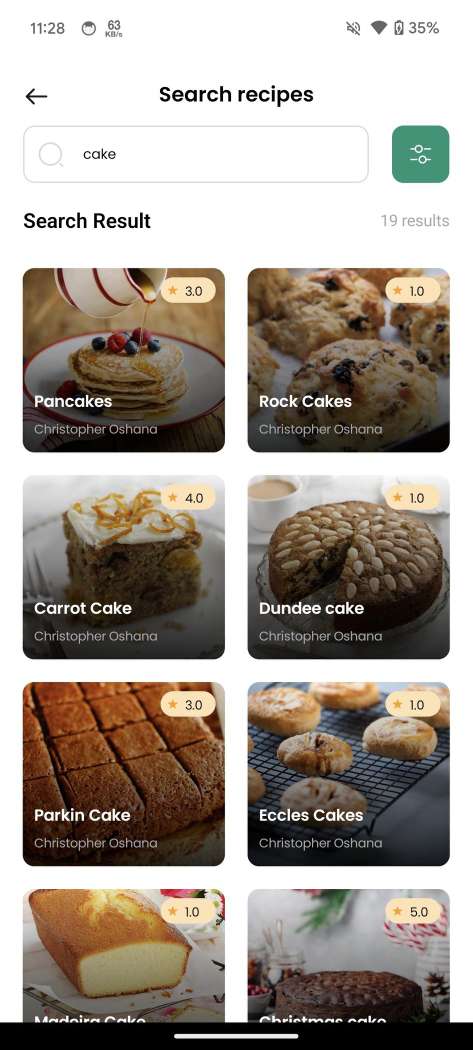 11:28 63 KB/s 35%
Search recipes
cake
Search Result 19 results
3.0 1.0
Pancakes Rock Cakes
Christopher Oshana Christopher Oshana
4.0 1.0
Carrot Cake Dundee cake
Christopher Oshana Christopher Oshana
3.0 1.0
Parkin Cake Eccles Cakes
Christopher Oshana Christopher Oshana
1.0 5.0
Madeira Cake Christmas cake